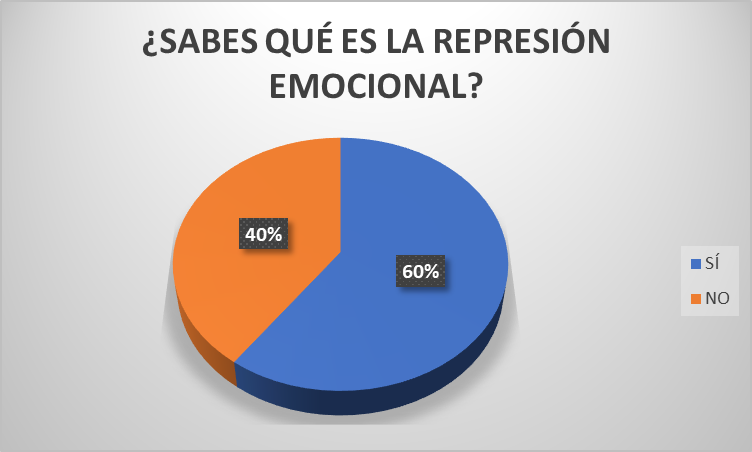 ¿SABES QUÉ ES LA REPRESIÓN
EMOCIONAL?
40%
60%
SÍ
NO